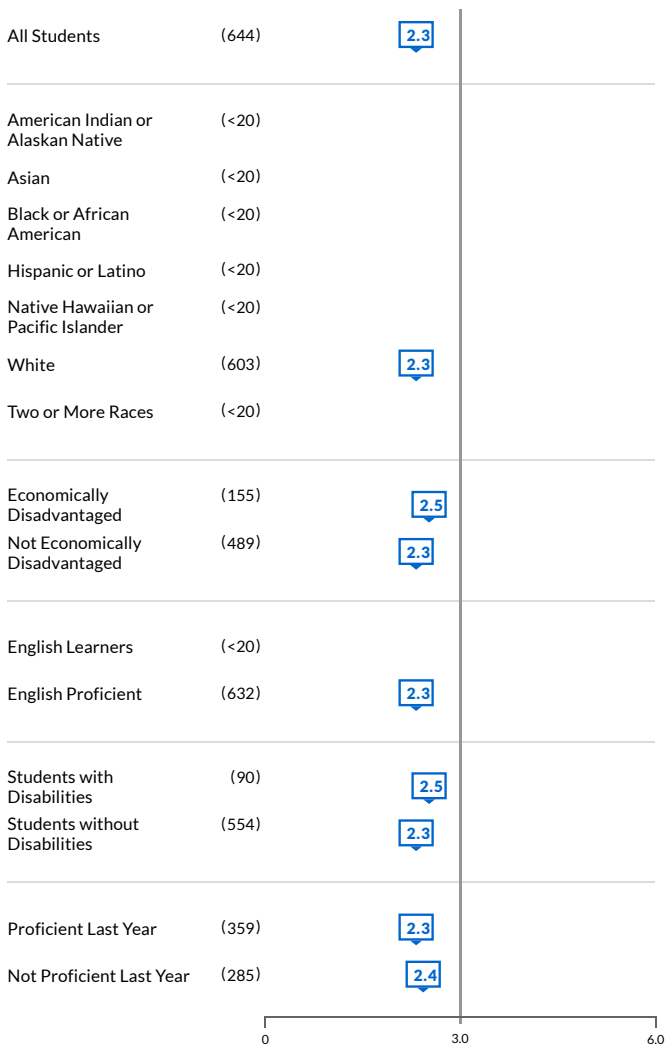 All Students (644) 2.3
American Indian or (<20)
Alaskan Native
Asian (<20)
Black or African (<20)
American
Hispanic or Latino (<20)
Native Hawaiian or (<20)
Pacific Islander
White (603) 2.3
Two or More Races (<20)
Economically (155) 2.5
Disadvantaged
Not Economically (489) 2.3
Disadvantaged
English Learners (<20)
English Proficient (632) 2.3
Students with (90) 2.5
Disabilities
Students without (554) 2.3
Disabilities
Proficient Last Year (359) 2.3
Not Proficient Last Year (285) 2.4
0 3.0 6.0